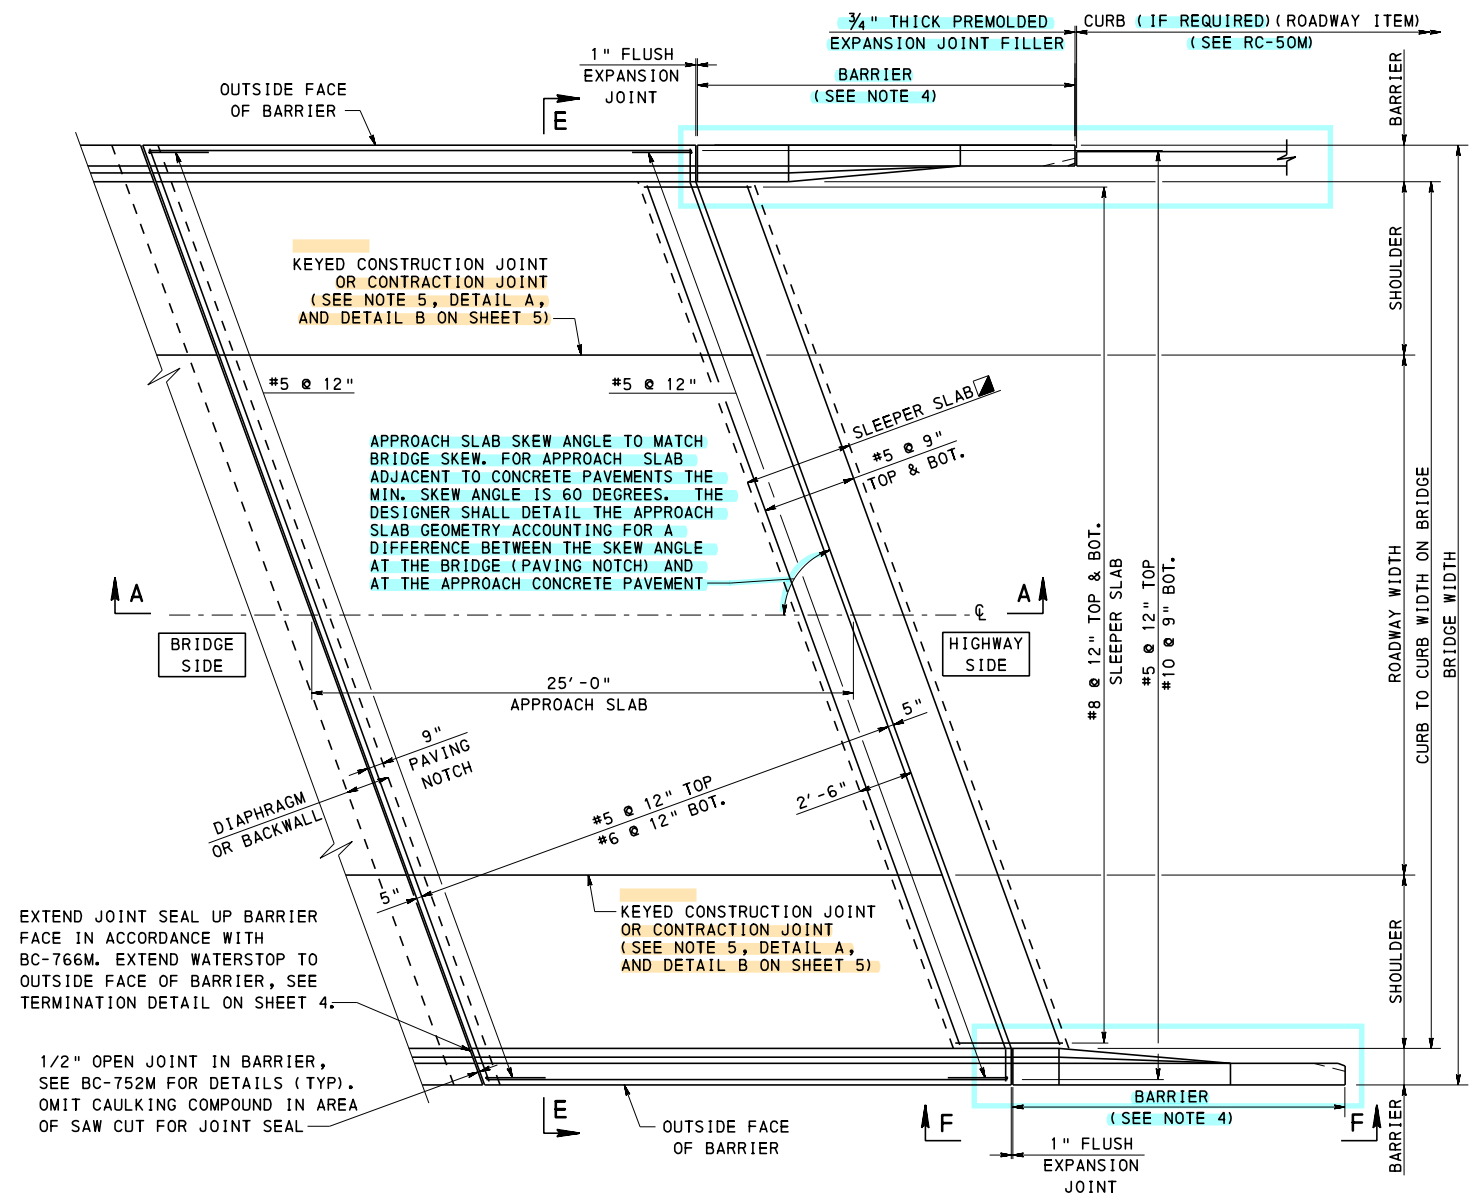 3/4" THICK PREMOLDED
EXPANSION JOINT FILLER
CURB (IF REQUIRED)(ROADWAY ITEM)
(SEE RC-50M)
1" FLUSH
EXPANSION
JOINT
BARRIER
(SEE NOTE 4)
OUTSIDE FACE
OF BARRIER
E
BARRIER
KEYED CONSTRUCTION JOINT
OR CONTRACTION JOINT
(SEE NOTE 5, DETAIL A,
AND DETAIL B ON SHEET 5)
SHOULDER
#5 @ 12"
#5 @ 12"
SLEEPER SLAB
#5 @ 9"
TOP & BOT.
APPROACH SLAB SKEW ANGLE TO MATCH
BRIDGE SKEW. FOR APPROACH SLAB
ADJACENT TO CONCRETE PAVEMENTS THE
MIN. SKEW ANGLE IS 60 DEGREES. THE
DESIGNER SHALL DETAIL THE APPROACH
SLAB GEOMETRY ACCOUNTING FOR A
DIFFERENCE BETWEEN THE SKEW ANGLE
AT THE BRIDGE (PAVING NOTCH) AND
AT THE APPROACH CONCRETE PAVEMENT
A
A
℄
BRIDGE
SIDE
HIGHWAY
SIDE
#8 @ 12" TOP & BOT.
SLEEPER SLAB
#5 @ 12" TOP
#10 @ 9" BOT.
ROADWAY WIDTH
CURB TO CURB WIDTH ON BRIDGE
BRIDGE WIDTH
25'-0"
APPROACH SLAB
5"
9"
PAVING
NOTCH
DIAPHRAGM
OR BACKWALL
#5 @ 12" TOP
#6 @ 12" BOT.
2'-6"
5"
KEYED CONSTRUCTION JOINT
OR CONTRACTION JOINT
(SEE NOTE 5, DETAIL A,
AND DETAIL B ON SHEET 5)
EXTEND JOINT SEAL UP BARRIER
FACE IN ACCORDANCE WITH
BC-766M. EXTEND WATERSTOP TO
OUTSIDE FACE OF BARRIER, SEE
TERMINATION DETAIL ON SHEET 4.
SHOULDER
1/2" OPEN JOINT IN BARRIER,
SEE BC-752M FOR DETAILS (TYP).
OMIT CAULKING COMPOUND IN AREA
OF SAW CUT FOR JOINT SEAL
E
OUTSIDE FACE
OF BARRIER
F
BARRIER
(SEE NOTE 4)
F
BARRIER
1" FLUSH
EXPANSION
JOINT